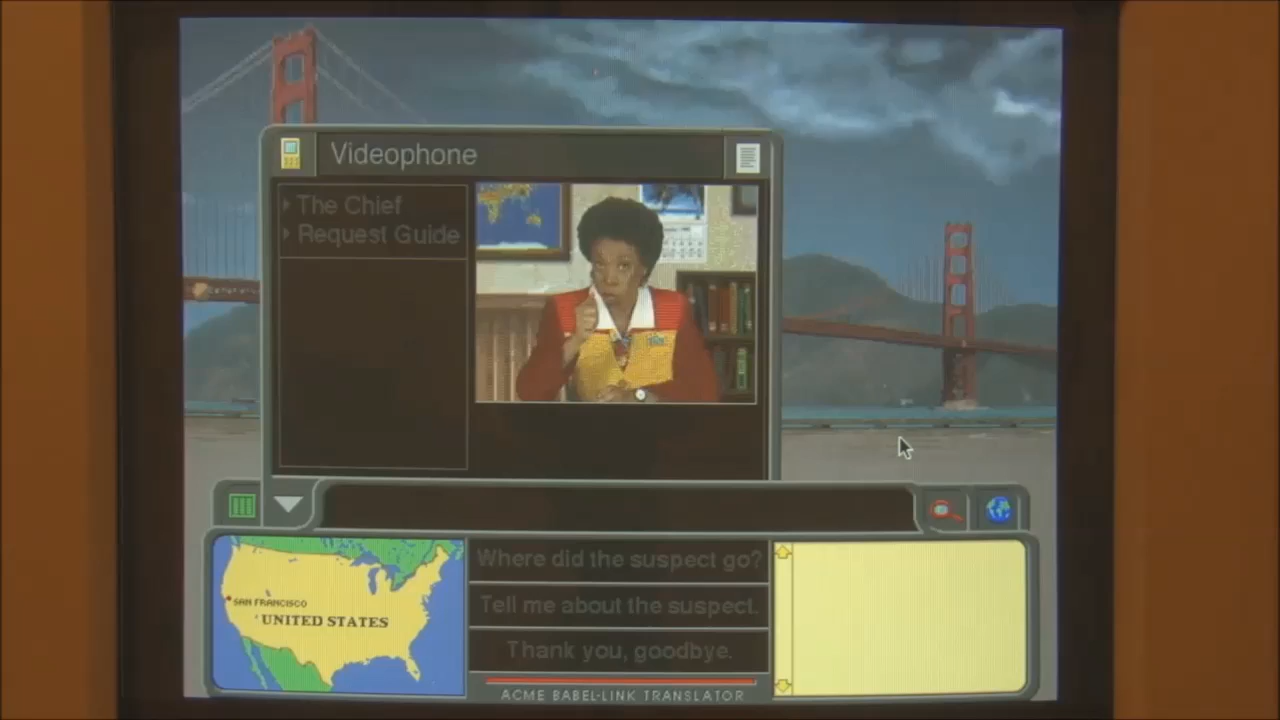 Videophone
The Chief
Request Guide
SAN FRANCISCO
UNITED STATES
Where did the suspect go?
Tell me about the suspect.
Thank you, goodbye.
ACME BABEL-LINK TRANSLATOR